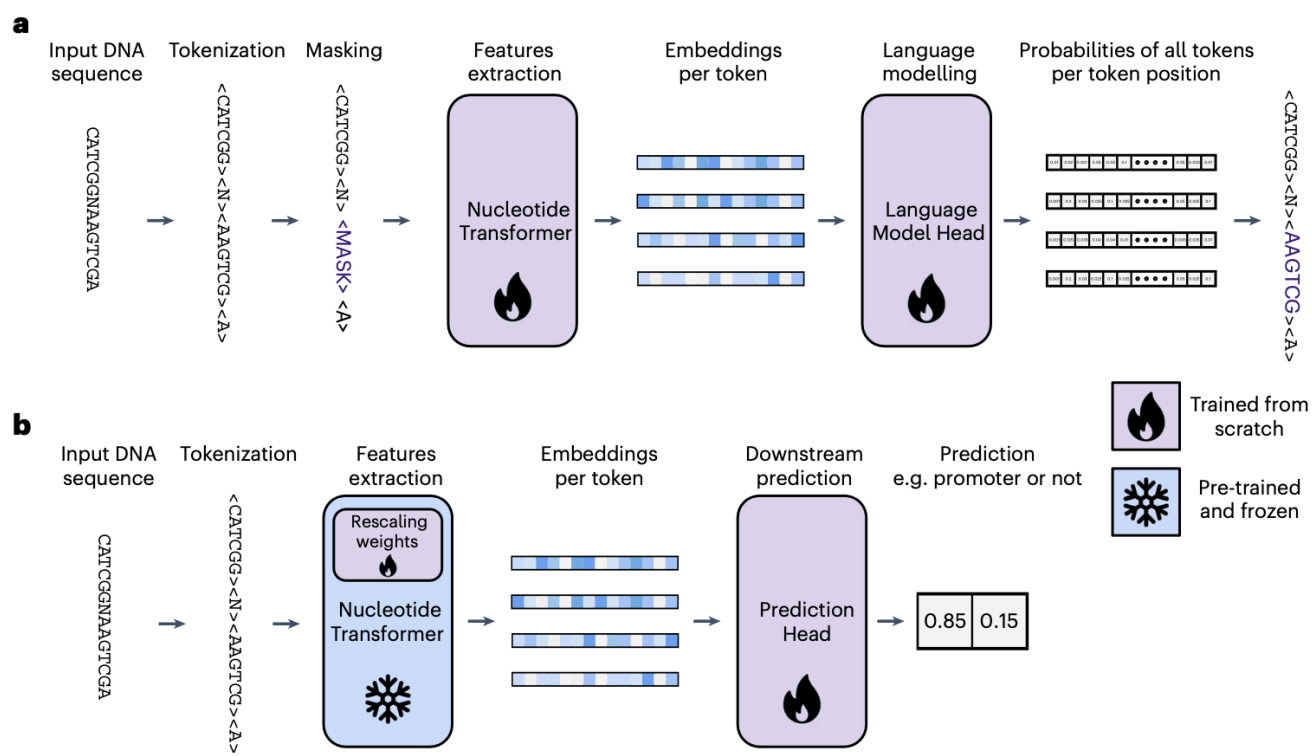 a
Input DNA
sequence
Tokenization
Masking
Features
extraction
Embeddings
per token
Language
modelling
Probabilities of all tokens
per token position
CATCGGNAAGTCGA
<CATCGG><N><AAGTCG><A>
<CATCGG><N> <MASK> <A>
Nucleotide
Transformer
Language
Model Head
<CATCGG><N><AAGTCG><A>
Trained from
scratch
Pre-trained
and frozen
b
Input DNA
sequence
Tokenization
Features
extraction
Embeddings
per token
Downstream
prediction
Prediction
e.g. promoter or not
CATCGGNAAGTCGA
<CATCGG><N><AAGTCG><A>
Rescaling
weights
Nucleotide
Transformer
Prediction
Head
0.85 0.15